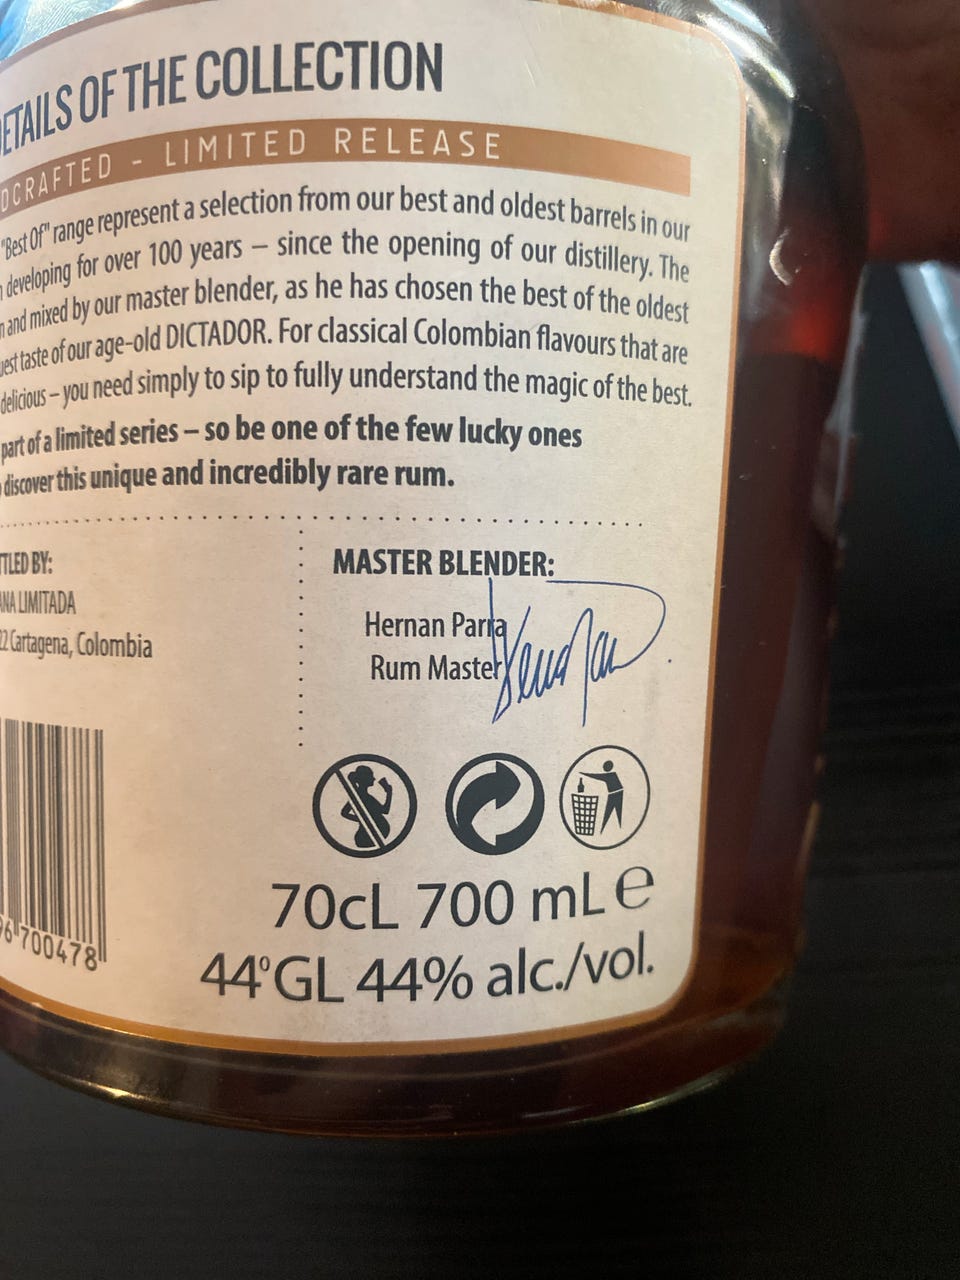 DETAILS OF THE COLLECTION
DCRAFTED - LIMITED RELEASE
"Best Of" range represent a selection from our best and oldest barrels in our
developing for over 100 years – since the opening of our distillery. The
and mixed by our master blender, as he has chosen the best of the oldest
taste of our age-old DICTADOR. For classical Colombian flavours that are
delicious – you need simply to sip to fully understand the magic of the best.
part of a limited series – so be one of the few lucky ones
discover this unique and incredibly rare rum.
TLED BY:
ANA LIMITADA
22 Cartagena, Colombia
MASTER BLENDER:
Hernan Parra
Rum Master
70cL 700 mL e
44°GL 44% alc./vol.
700478